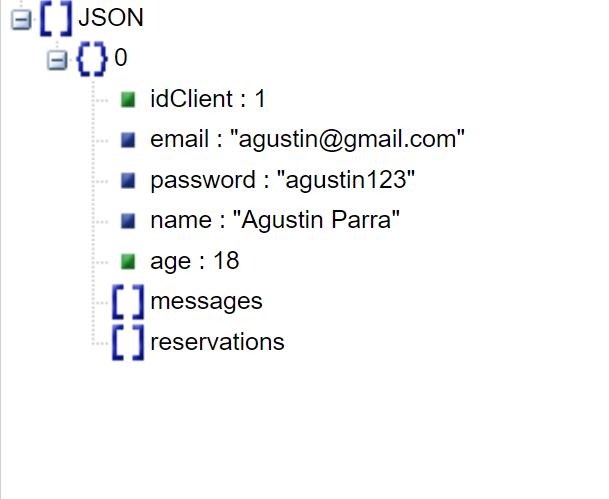 JSON
0
idClient : 1
email : "agustin@gmail.com"
password : "agustin123"
name : "Agustin Parra"
age : 18
messages
reservations